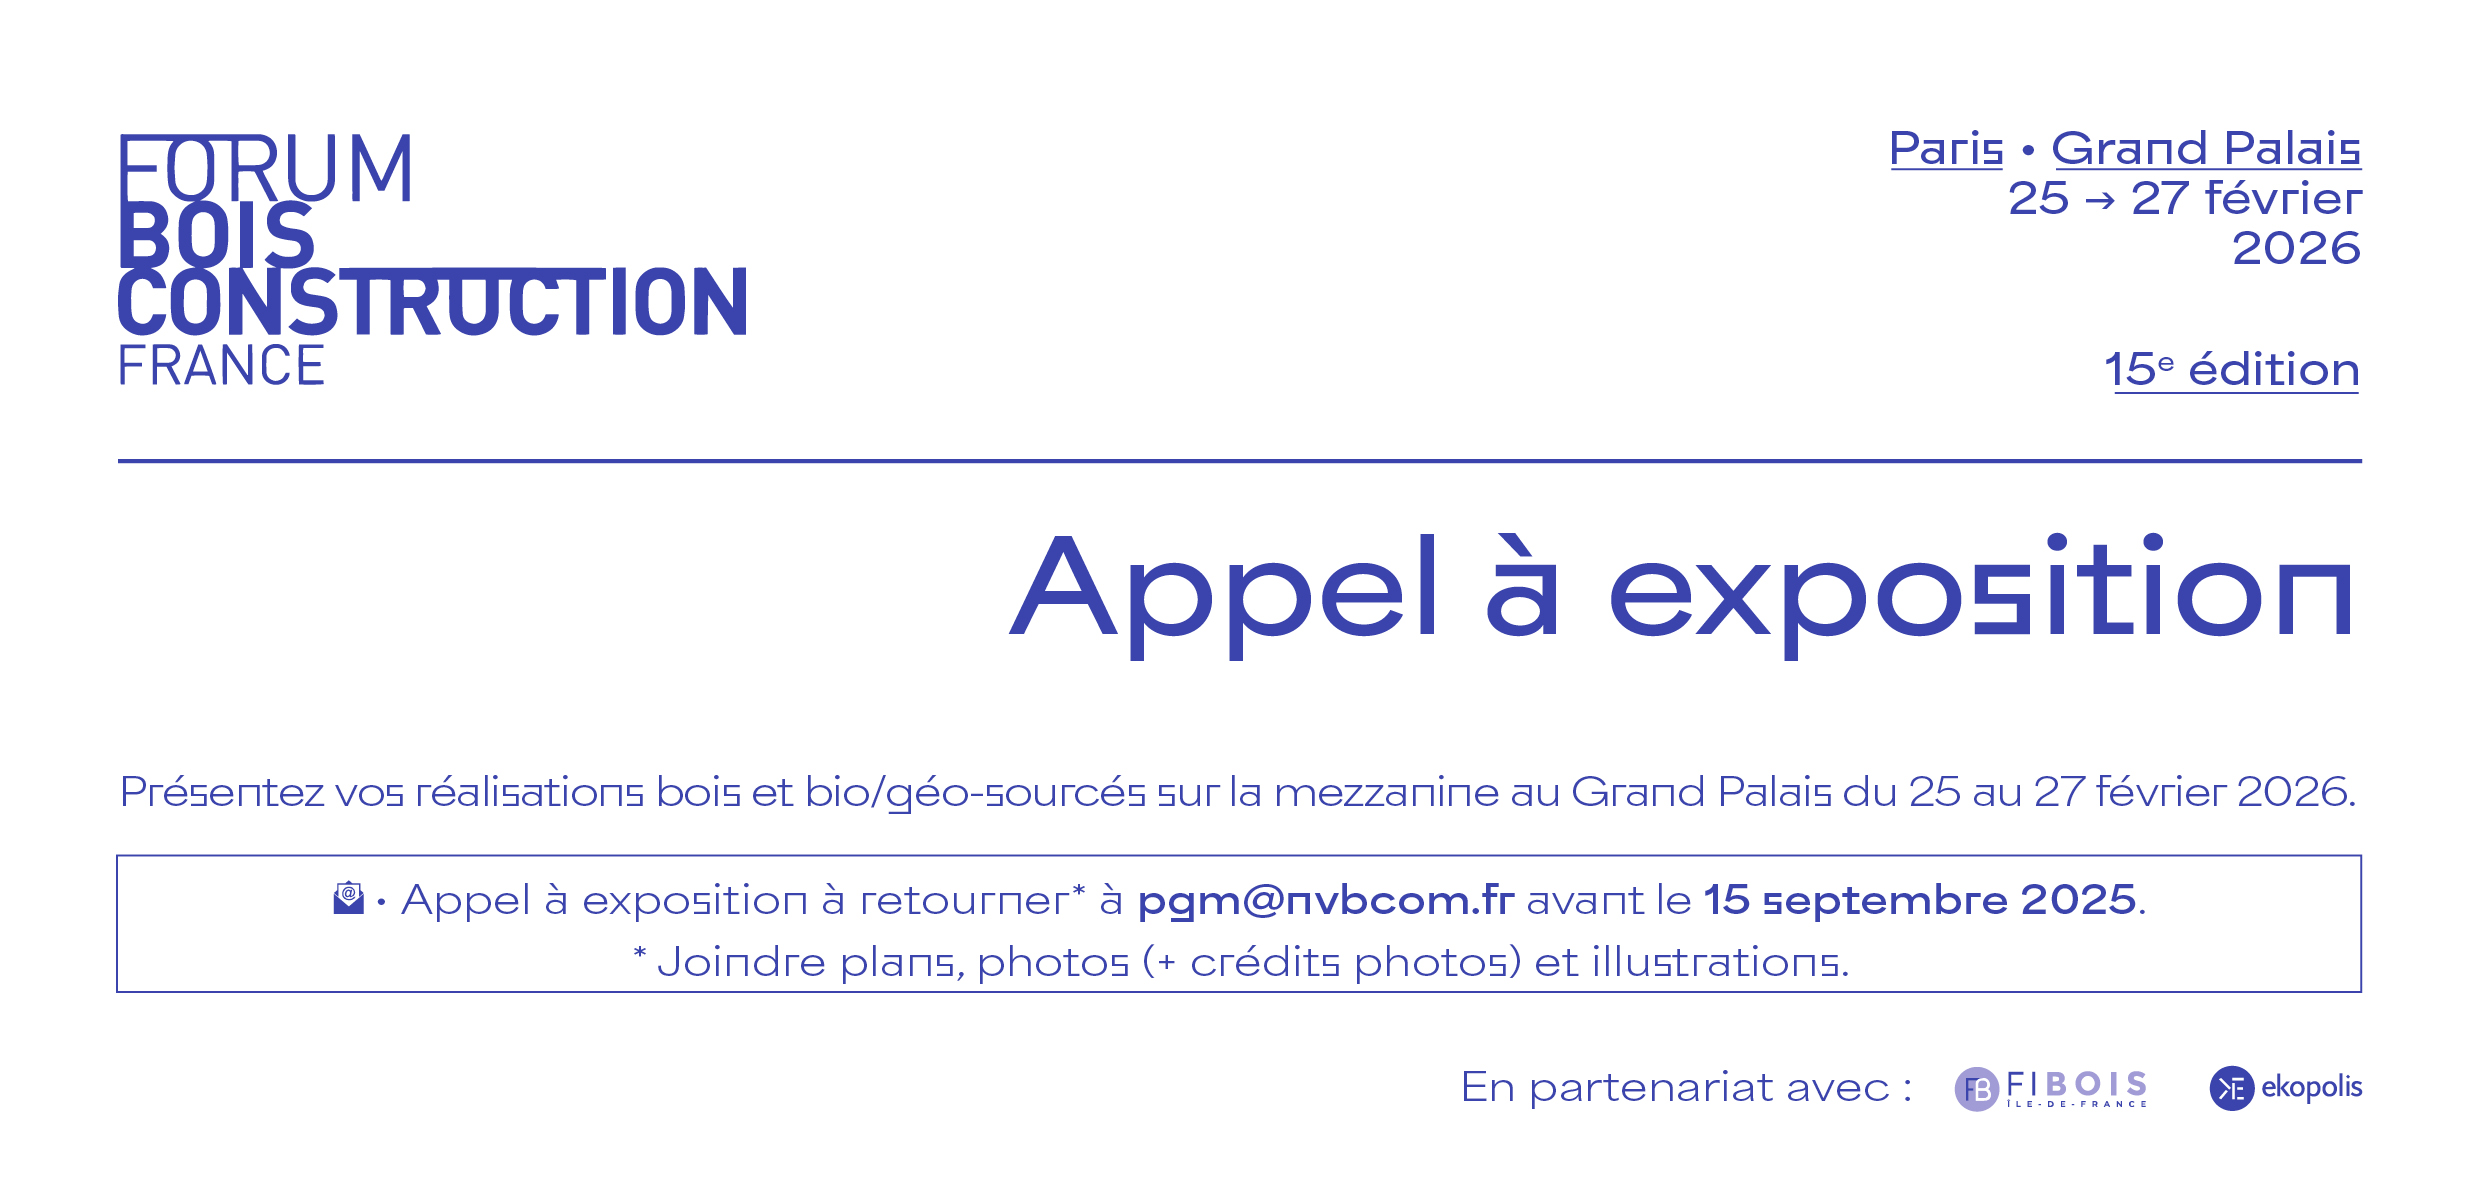 FORUM
BOIS
CONSTRUCTION
FRANCE
Paris • Grand Palais
25 → 27 février
2026
15e édition
Appel à exposition
Présentez vos réalisations bois et bio/géo-sourcés sur la mezzanine au Grand Palais du 25 au 27 février 2026.
@ • Appel à exposition à retourner* à pgm@nvbcom.fr avant le 15 septembre 2025.
* Joindre plans, photos (+ crédits photos) et illustrations.
En partenariat avec :
FB FIBOIS
ÎLE-DE-FRANCE
ekopolis